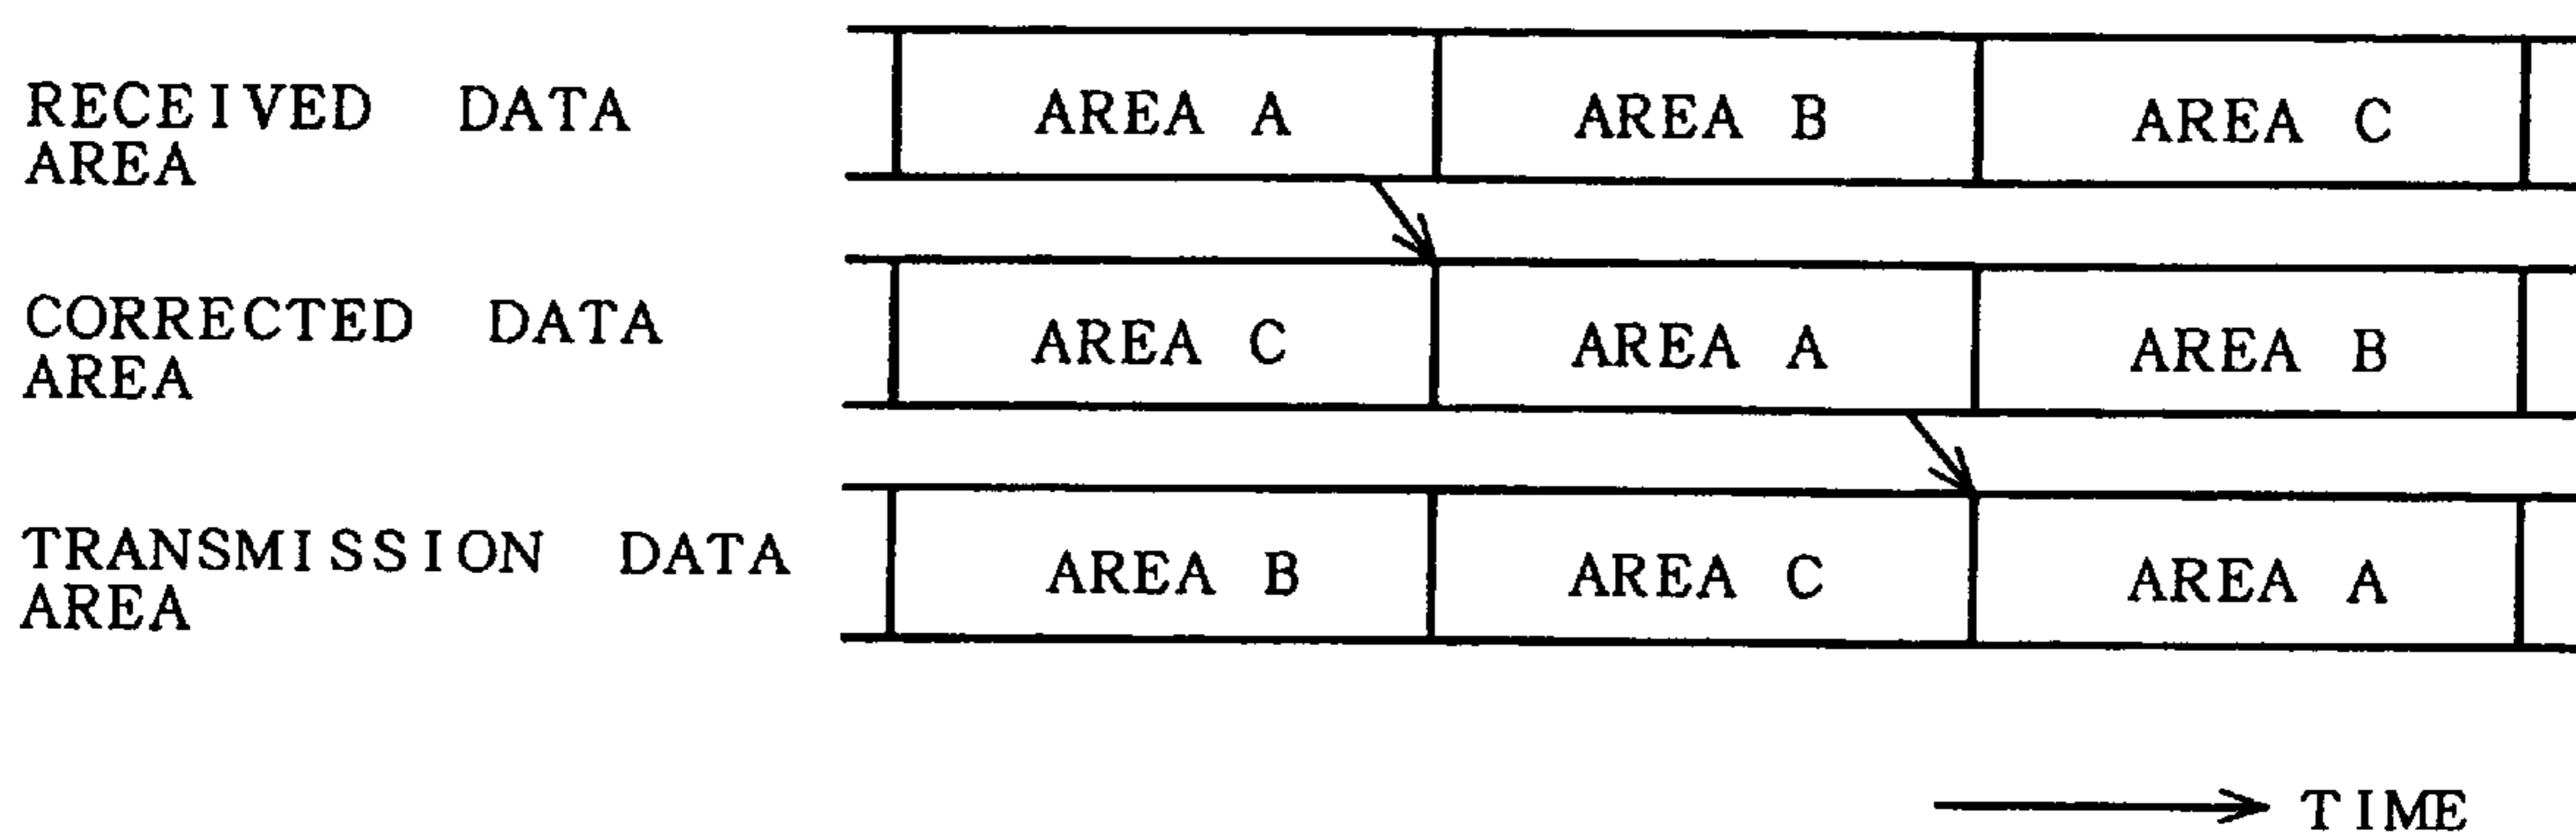 RECEIVED DATA
AREA
AREA A
AREA B
AREA C
CORRECTED DATA
AREA
AREA C
AREA A
AREA B
TRANSMISSION DATA
AREA
AREA B
AREA C
AREA A
TIME